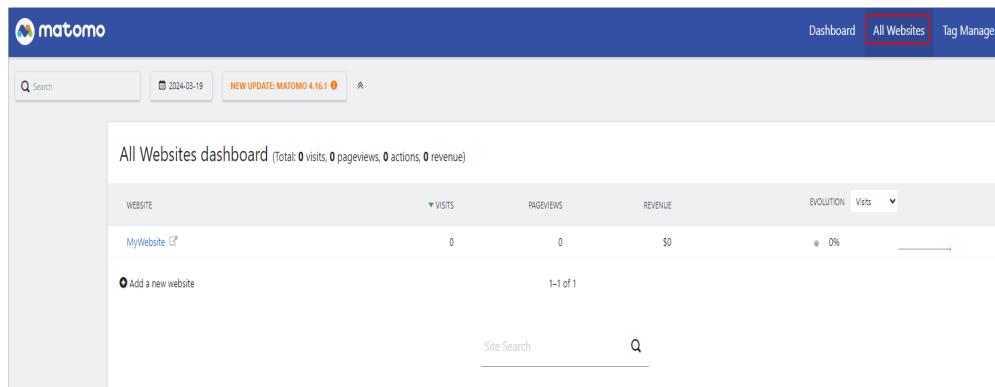 matomo
Dashboard All Websites Tag Manage
Search 2024-03-19 NEW UPDATE: MATOMO 4.16.1
All Websites dashboard (Total: 0 visits, 0 pageviews, 0 actions, 0 revenue)
WEBSITE VISITS PAGEVIEWS REVENUE EVOLUTION Visits
MyWebsite 0 0 $0 0%
Add a new website 1–1 of 1
Site Search